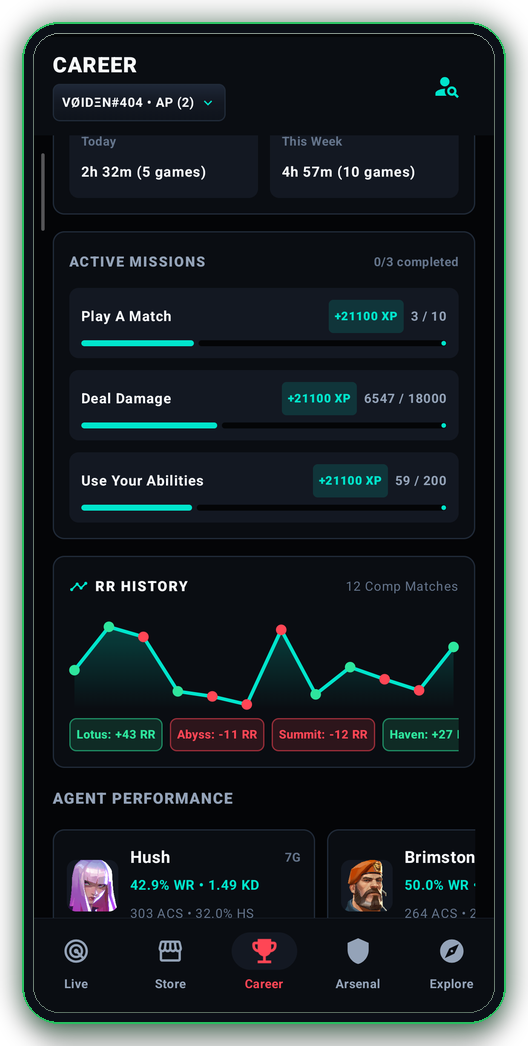 CAREER
VØIDΞN#404 • AP (2)
Today
This Week
2h 32m (5 games)
4h 57m (10 games)
ACTIVE MISSIONS
0/3 completed
Play A Match
+21100 XP
3 / 10
Deal Damage
+21100 XP
6547 / 18000
Use Your Abilities
+21100 XP
59 / 200
RR HISTORY
12 Comp Matches
Lotus: +43 RR
Abyss: -11 RR
Summit: -12 RR
Haven: +27
AGENT PERFORMANCE
Hush
7G
42.9% WR • 1.49 KD
303 ACS • 32.0% HS
Brimston
50.0% WR •
264 ACS • 2
Live
Store
Career
Arsenal
Explore